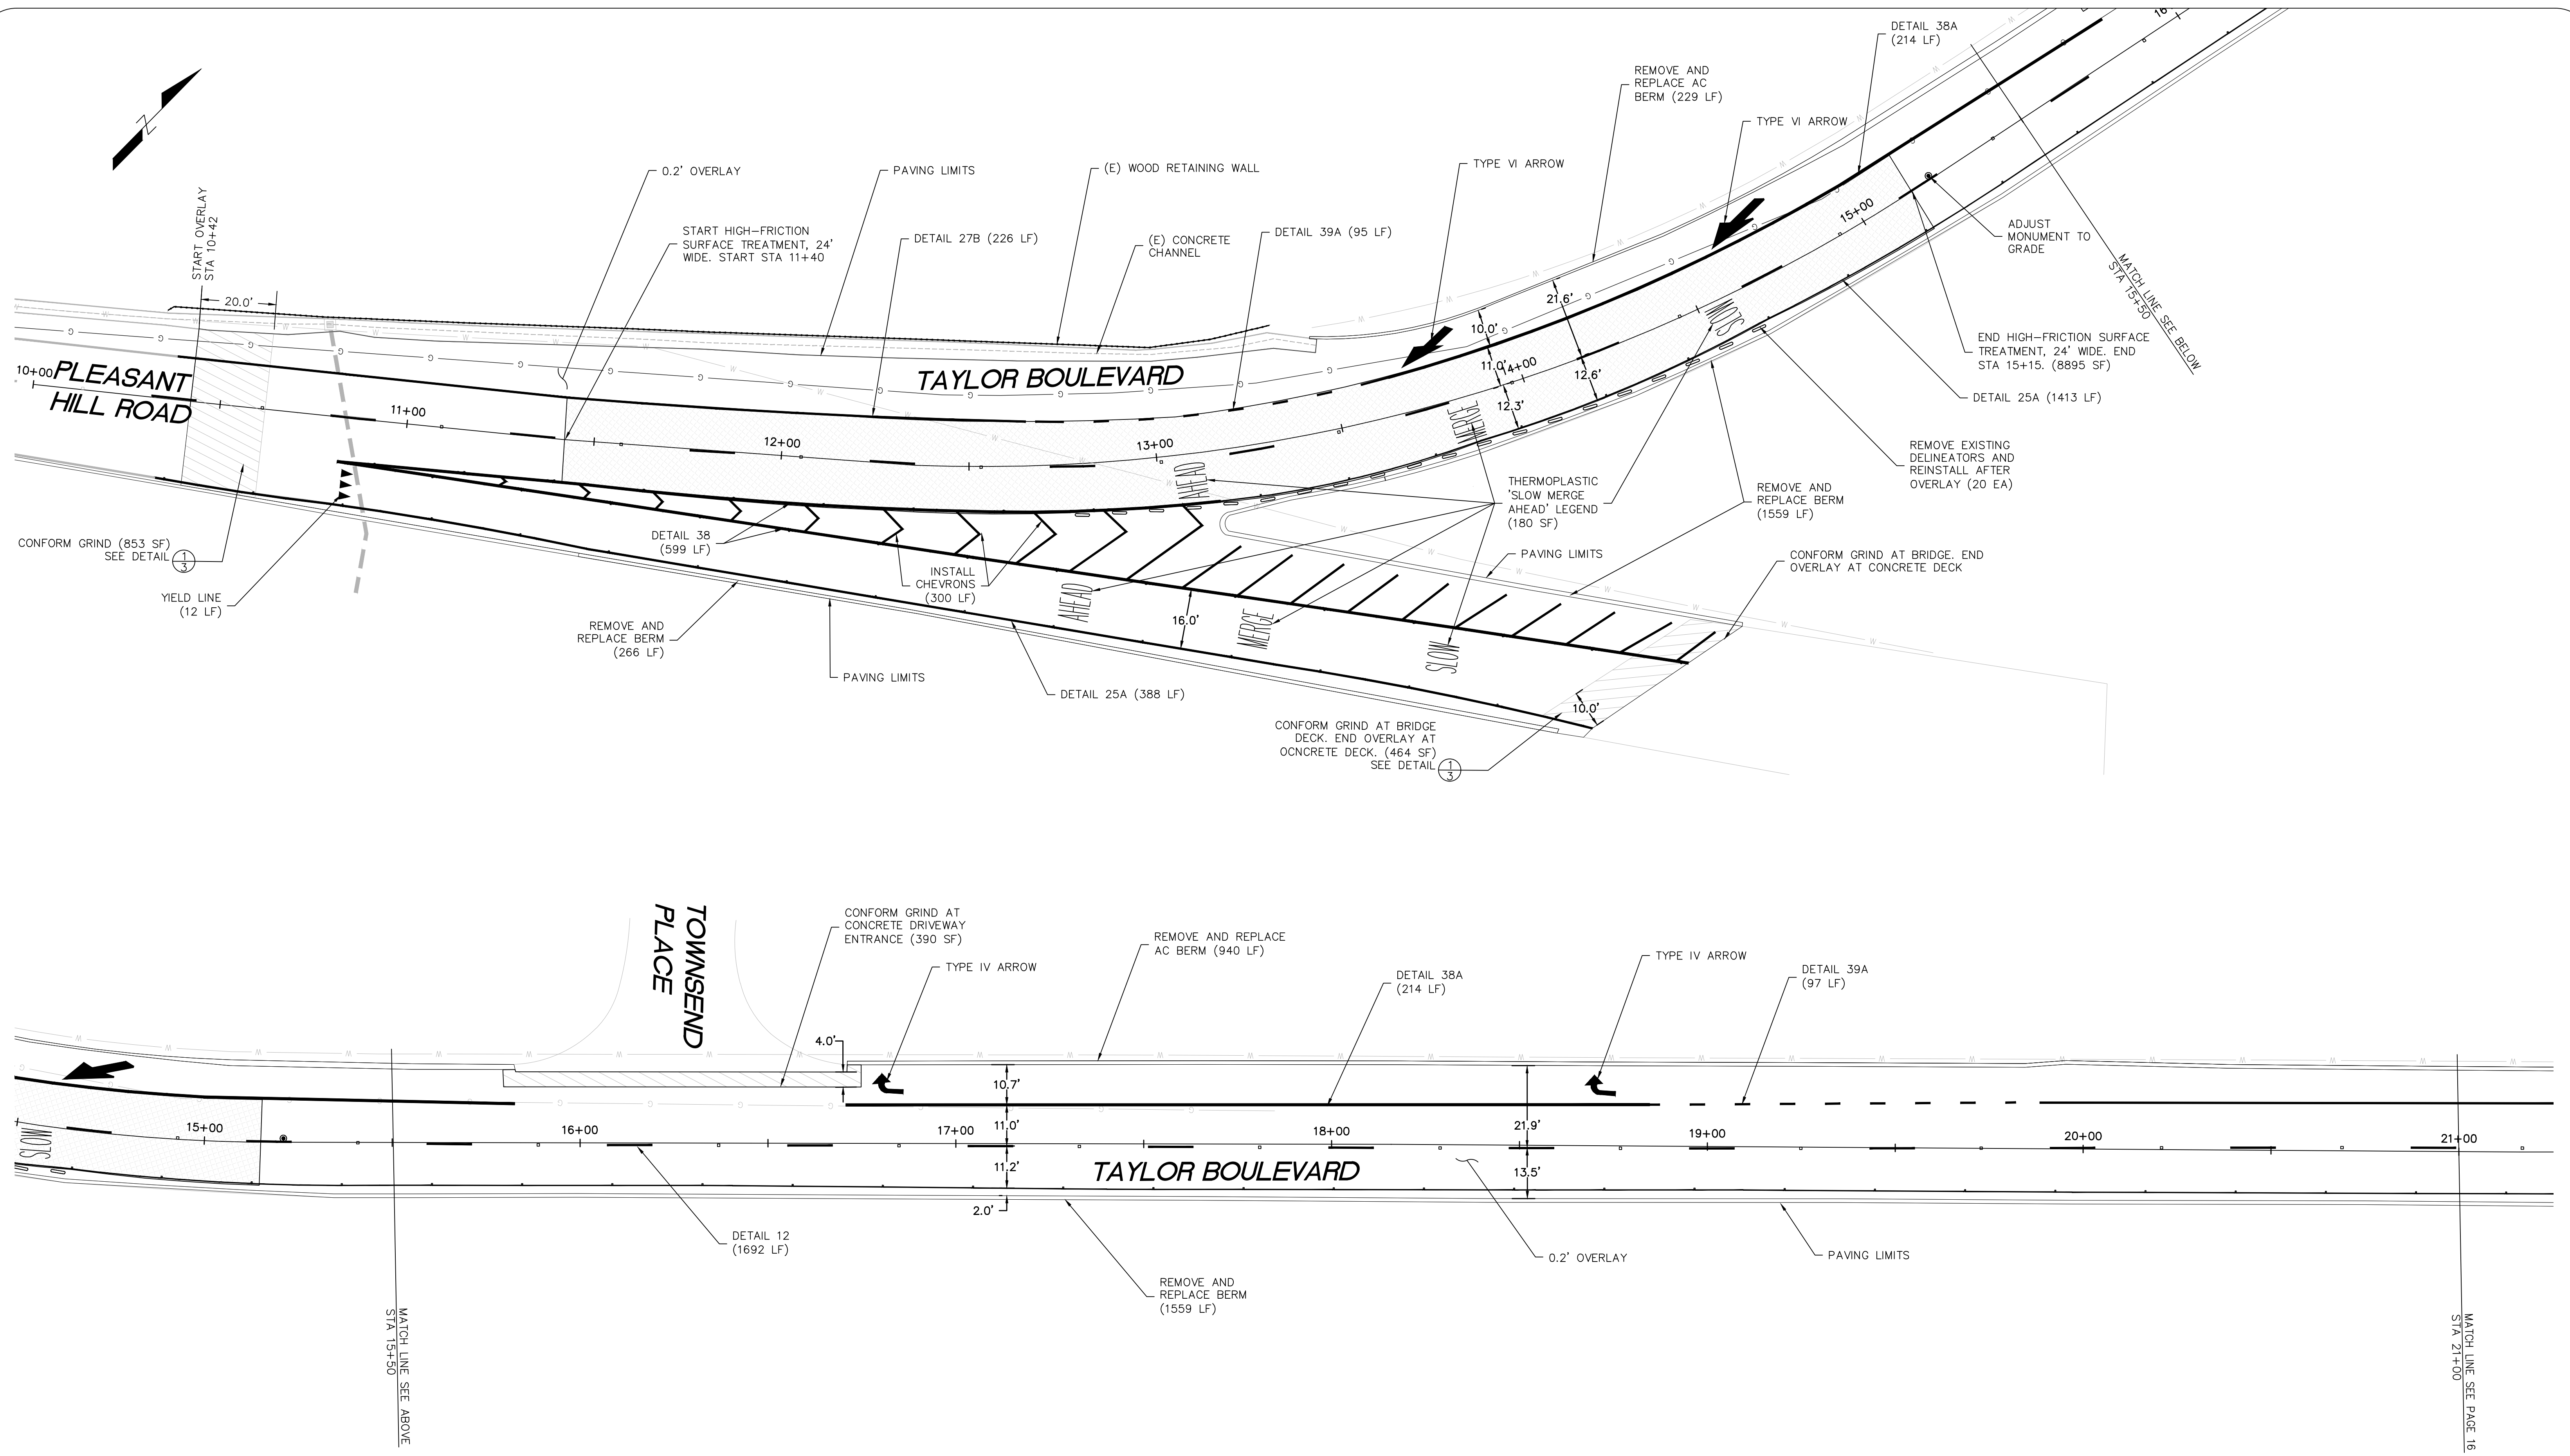 DETAIL 38A
(214 LF)
16
REMOVE AND
REPLACE AC
BERM (229 LF)
TYPE VI ARROW
TYPE VI ARROW
Z
0.2' OVERLAY
PAVING LIMITS
(E) WOOD RETAINING WALL
START OVERLAY
STA 10+42
START HIGH-FRICTION
SURFACE TREATMENT, 24'
WIDE. START STA 11+40
DETAIL 27B (226 LF)
(E) CONCRETE
CHANNEL
DETAIL 39A (95 LF)
15+00
ADJUST
MONUMENT TO
GRADE
MATCH LINE SEE BELOW
STA 15+50
20.0'
21.6'
10.0'
11.0'
14+00
12.6'
12.3'
SLOW
MERGE
AHEAD
END HIGH-FRICTION SURFACE
TREATMENT, 24' WIDE. END
STA 15+15. (8895 SF)
DETAIL 25A (1413 LF)
10+00
PLEASANT
HILL ROAD
TAYLOR BOULEVARD
11+00
12+00
13+00
REMOVE EXISTING
DELINEATORS AND
REINSTALL AFTER
OVERLAY (20 EA)
THERMOPLASTIC
'SLOW MERGE
AHEAD' LEGEND
(180 SF)
REMOVE AND
REPLACE BERM
(1559 LF)
CONFORM GRIND (853 SF)
SEE DETAIL
1
3
DETAIL 38
(599 LF)
PAVING LIMITS
CONFORM GRIND AT BRIDGE. END
OVERLAY AT CONCRETE DECK
YIELD LINE
(12 LF)
INSTALL
CHEVRONS
(300 LF)
AHEAD
16.0'
MERGE
SLOW
REMOVE AND
REPLACE BERM
(266 LF)
PAVING LIMITS
DETAIL 25A (388 LF)
10.0'
CONFORM GRIND AT BRIDGE
DECK. END OVERLAY AT
OCNCRETE DECK. (464 SF)
SEE DETAIL
1
3
TOWNSEND
PLACE
CONFORM GRIND AT
CONCRETE DRIVEWAY
ENTRANCE (390 SF)
TYPE IV ARROW
REMOVE AND REPLACE
AC BERM (940 LF)
DETAIL 38A
(214 LF)
TYPE IV ARROW
DETAIL 39A
(97 LF)
4.0'
10.7'
11.0'
21.9'
SLOW
15+00
16+00
17+00
18+00
19+00
20+00
21+00
11.2'
TAYLOR BOULEVARD
13.5'
2.0'
DETAIL 12
(1692 LF)
0.2' OVERLAY
PAVING LIMITS
REMOVE AND
REPLACE BERM
(1559 LF)
MATCH LINE SEE ABOVE
STA 15+50
MATCH LINE SEE PAGE 16
STA 21+00